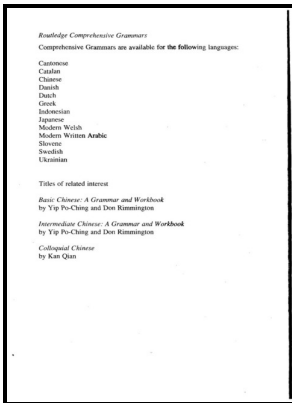 Routledge Comprehensive Grammars
Comprehensive Grammars are available for the following languages:
Cantonese
Catalan
Chinese
Danish
Dutch
Greek
Indonesian
Japanese
Modern Welsh
Modern Written Arabic
Slovene
Swedish
Ukrainian
Titles of related interest
Basic Chinese: A Grammar and Workbook
by Yip Po-Ching and Don Rimmington
Intermediate Chinese: A Grammar and Workbook
by Yip Po-Ching and Don Rimmington
Colloquial Chinese
by Kan Qian